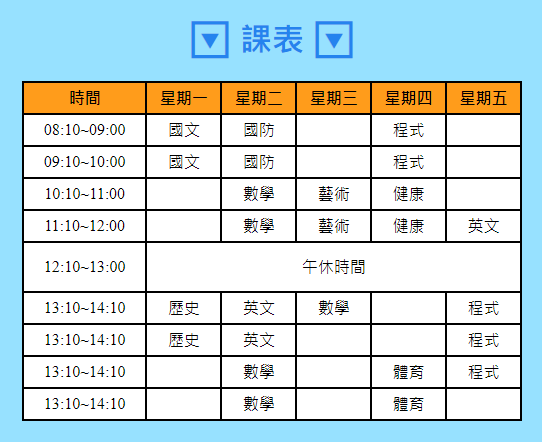 🔽 課表 🔽
時間 星期一 星期二 星期三 星期四 星期五
08:10~09:00 國文 國防 程式
09:10~10:00 國文 國防 程式
10:10~11:00 數學 藝術 健康
11:10~12:00 數學 藝術 健康 英文
12:10~13:00 午休時間
13:10~14:10 歷史 英文 數學 程式
13:10~14:10 歷史 英文 程式
13:10~14:10 數學 體育 程式
13:10~14:10 數學 體育